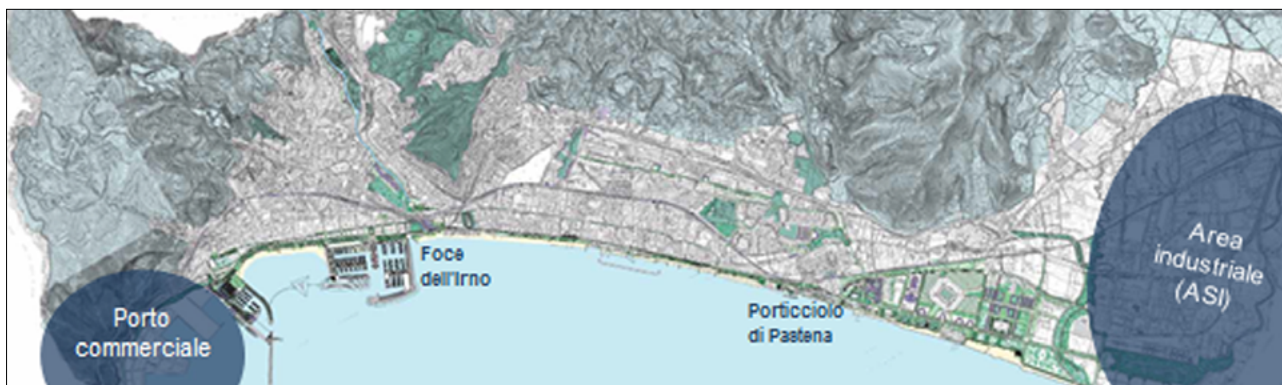 Porto
commerciale
Foce
dell'Irno
Porticciolo
di Pastena
Area
industriale
(ASI)